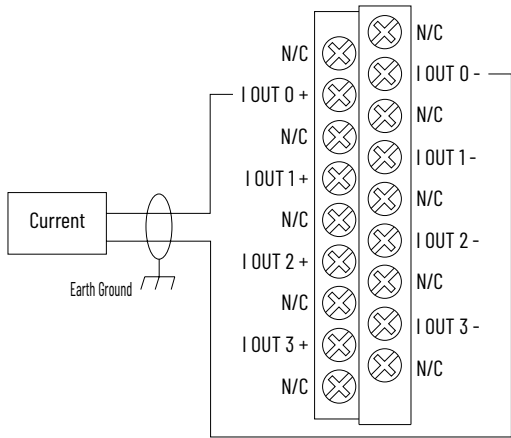 N/C
N/C
I OUT 0 +
I OUT 0 -
N/C
N/C
I OUT 1 +
I OUT 1 -
N/C
N/C
Current
I OUT 2 +
I OUT 2 -
Earth Ground
N/C
N/C
I OUT 3 +
I OUT 3 -
N/C
N/C